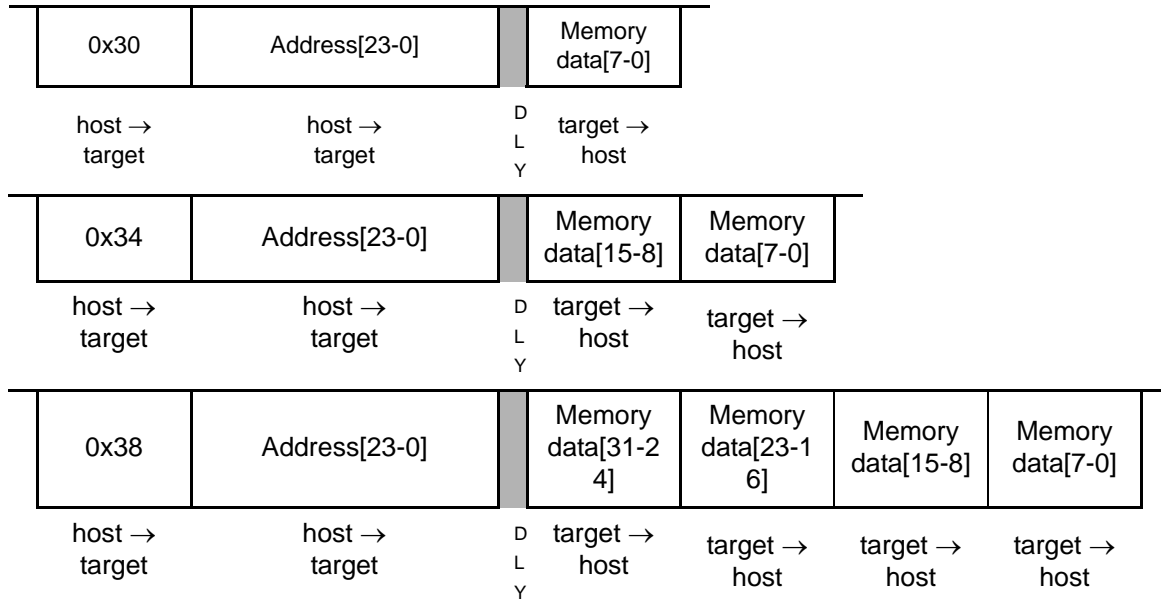 0x30 Address[23-0] Memory
data[7-0]
host → host → D target →
target target L host
Y
0x34 Address[23-0] Memory Memory
data[15-8] data[7-0]
host → host → D target → target →
target target L host host
Y
0x38 Address[23-0] Memory Memory Memory Memory
data[31-2 data[23-1 data[15-8] data[7-0]
4] 6]
host → host → D target → target → target → target →
target target L host host host host
Y